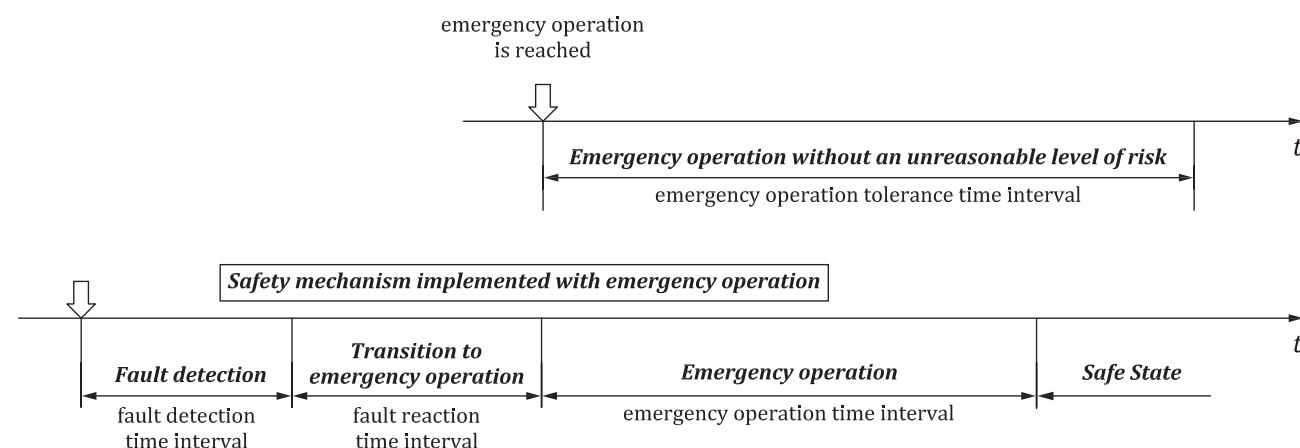 emergency operation
is reached
t
Emergency operation without an unreasonable level of risk
emergency operation tolerance time interval
Safety mechanism implemented with emergency operation
t
Fault detection
fault detection
time interval
Transition to
emergency operation
fault reaction
time interval
Emergency operation
emergency operation time interval
Safe State